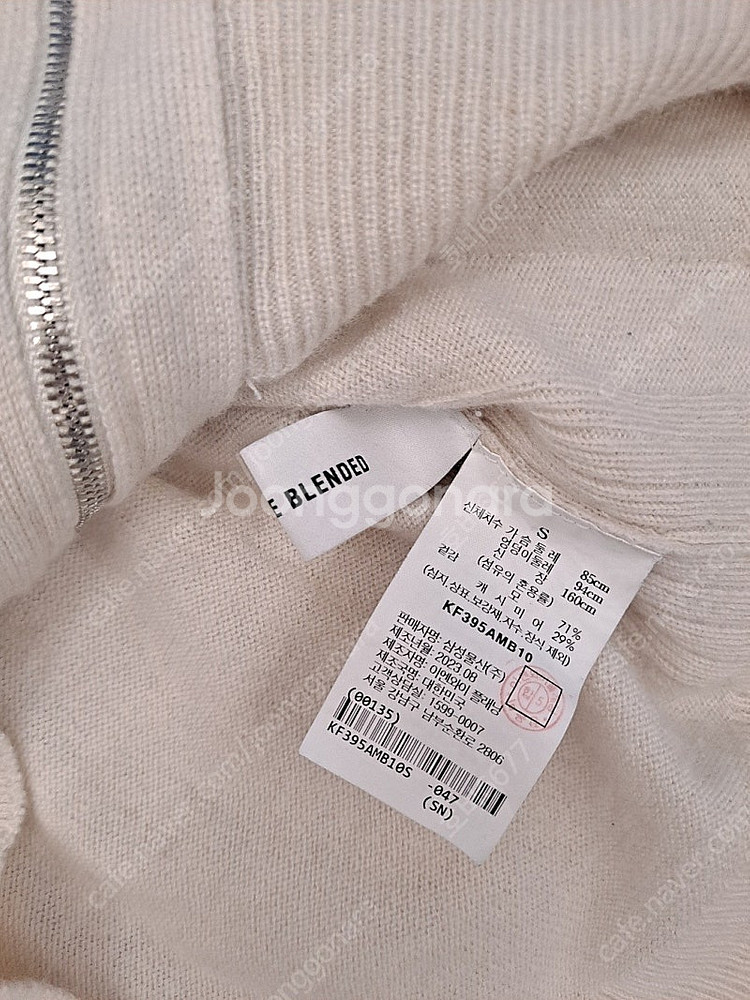 E BLENDED
Joonggonara
S
신체치수 가슴둘레 85cm
엉덩이둘레 94cm
신 장 160cm
(섬유의 혼용률)
겉감 모 71%
캐 시 미 어 29%
(심지,상표,보강재,자수,장식 제외)
KF395AMB10
판매자명: 삼성물산(주)
제조년월: 2023.08
제조자명: 이엔와이 플래닝
제조국명: 대한민국
고객상담실: 1599-0007
서울 강남구 남부순환로 2806
(00135)
KF395AMB10S -047
(SN)